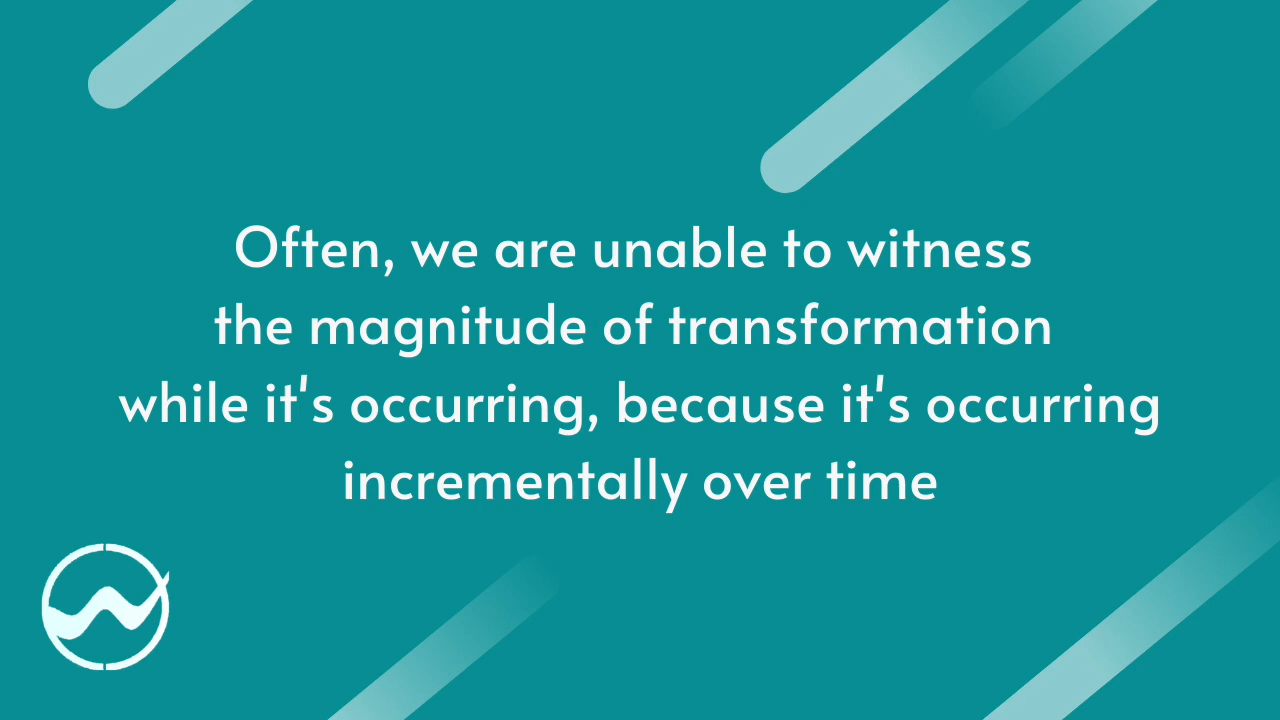 Often, we are unable to witness
the magnitude of transformation
while it's occurring, because it's occurring
incrementally over time